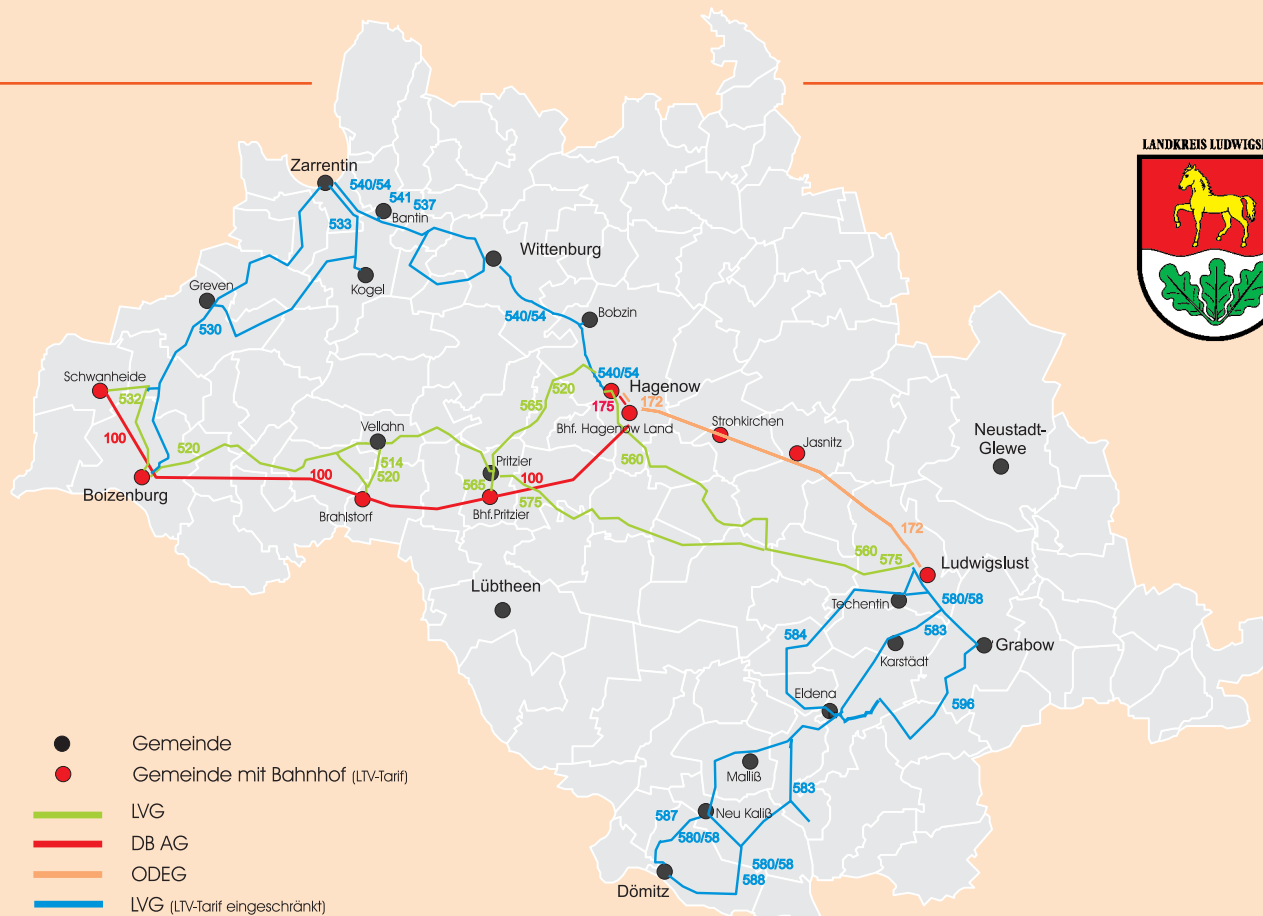 LANDKREIS LUDWIGSL
Zarrentin
540/54
541
537
Bantin
533
Wittenburg
Greven
Kogel
530
540/54
Bobzin
Schwanheide
532
540/54
Hagenow
520
565
175
172
Bhf. Hagenow Land
Strohkirchen
Jasnitz
Neustadt-
Glewe
100
520
Vellahn
514
520
Pritzier
560
Boizenburg
100
565
100
575
Brahlstorf
Bhf.Pritzier
172
560
575
Ludwigslust
Lübtheen
Techentin
580/58
584
583
Karstädt
Grabow
Eldena
596
Malliß
583
587
Neu Kaliß
580/58
580/58
588
Dömitz
Gemeinde
Gemeinde mit Bahnhof (LTV-Tarif)
LVG
DB AG
ODEG
LVG (LTV-Tarif eingeschränkt)